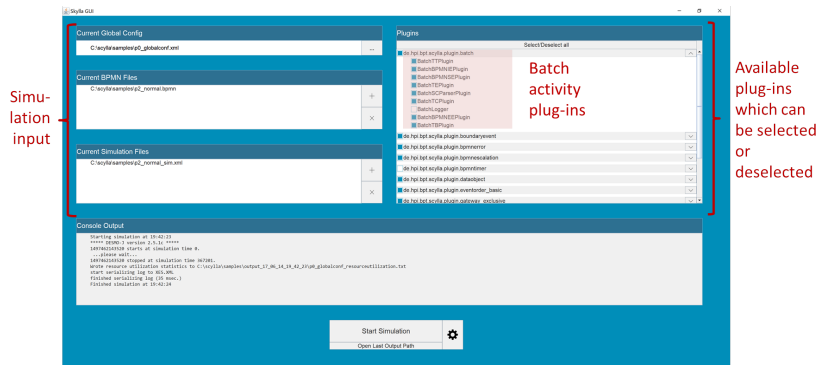 Scylla GUI
Simu-
lation
input
Current Global Config
C:\scylla\samples\p0_globalconf.xml
...
Current BPMN Files
C:\scylla\samples\p2_normal.bpmn
+
×
Current Simulation Files
C:\scylla\samples\p2_normal_sim.xml
+
×
Plugins
Select/Deselect all
de.hpi.bpt.scylla.plugin.batch
BatchTTPlugin
BatchBPMNIEPlugin
BatchBPMNSEPlugin
BatchTEPlugin
BatchSCParserPlugin
BatchTCPlugin
BatchLogger
BatchBPMNEEPlugin
BatchTBPlugin
Batch
activity
plug-ins
de.hpi.bpt.scylla.plugin.boundaryevent
de.hpi.bpt.scylla.plugin.bpmnerror
de.hpi.bpt.scylla.plugin.bpmnescalation
de.hpi.bpt.scylla.plugin.bpmntimer
de.hpi.bpt.scylla.plugin.dataobject
de.hpi.bpt.scylla.plugin.eventorder_basic
de.hpi.bpt.scylla.plugin.gateway_exclusive
Available
plug-ins
which can
be selected
or
deselected
Console Output
Starting simulation at 19:42:23
***** DESMO-J version 2.5.1c *****
1497462143520 starts at simulation time 0.
...please wait...
1497462143520 stopped at simulation time 367201.
Wrote resource utilization statistics to C:\scylla\samples\output_17_06_14_19_42_23\p0_globalconf_resourceutilization.txt
start serializing log to XES.XML
Finished serializing log (35 msec.)
Finished simulation at 19:42:24
Start Simulation
Open Last Output Path